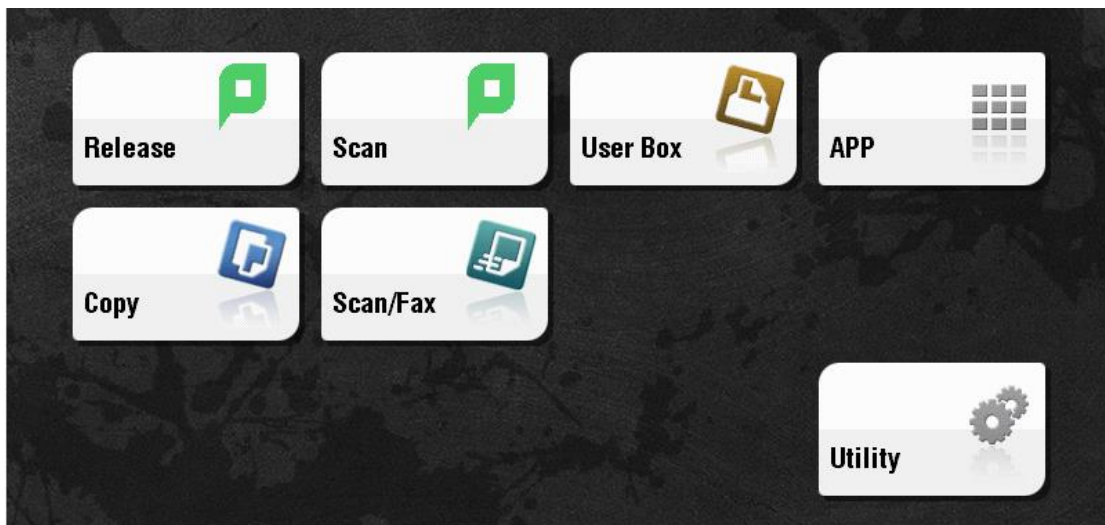 Release
Scan
User Box
APP
Copy
Scan/Fax
Utility